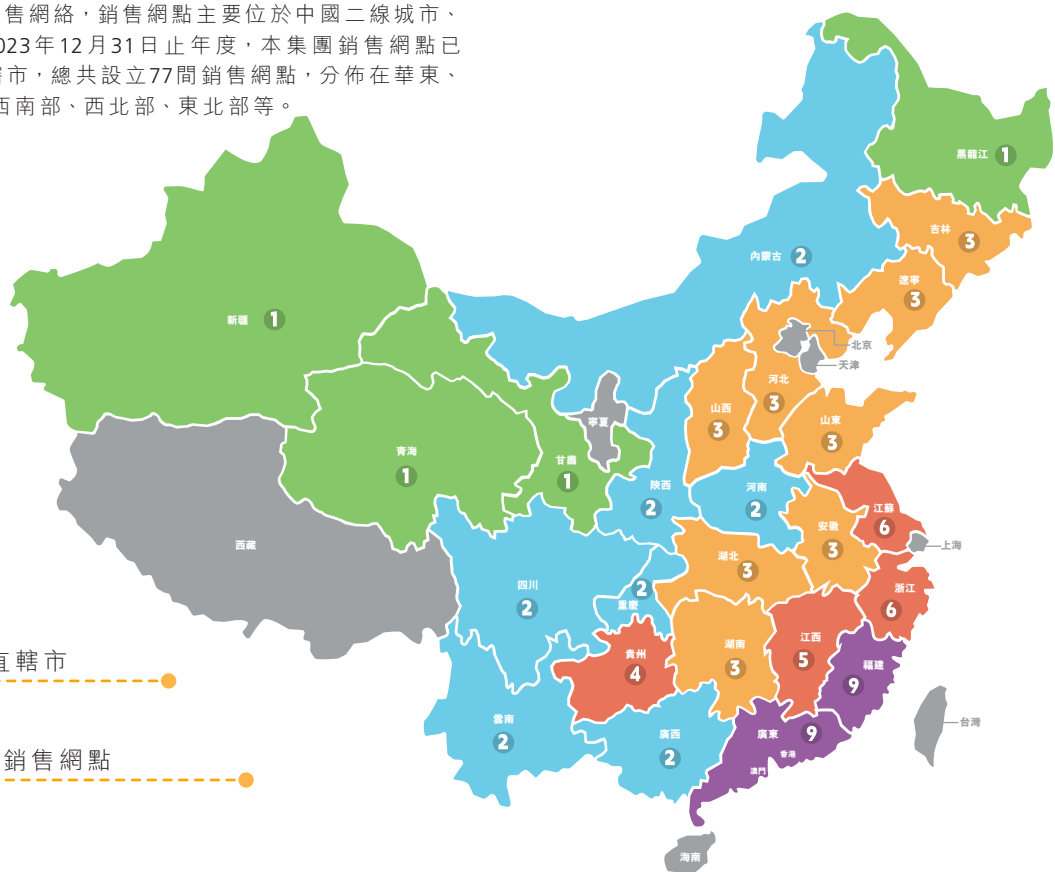 售網絡，銷售網點主要位於中國二線城市、
023年12月31日止年度，本集團銷售網點已
轄市，總共設立77間銷售網點，分佈在華東、
西南部、西北部、東北部等。
黑龍江 1
吉林 3
遼寧 3
內蒙古 2
北京
天津
河北 3
山西 3
山東 3
新疆 1
青海 1
甘肅 1
寧夏
陝西 2
河南 2
江蘇 6
安徽 3
上海
西藏
四川 2
重慶 2
湖北 3
浙江 6
湖南 3
江西 5
貴州 4
福建 9
雲南 2
廣西 2
廣東 9
香港
澳門
台灣
海南
直轄市
銷售網點